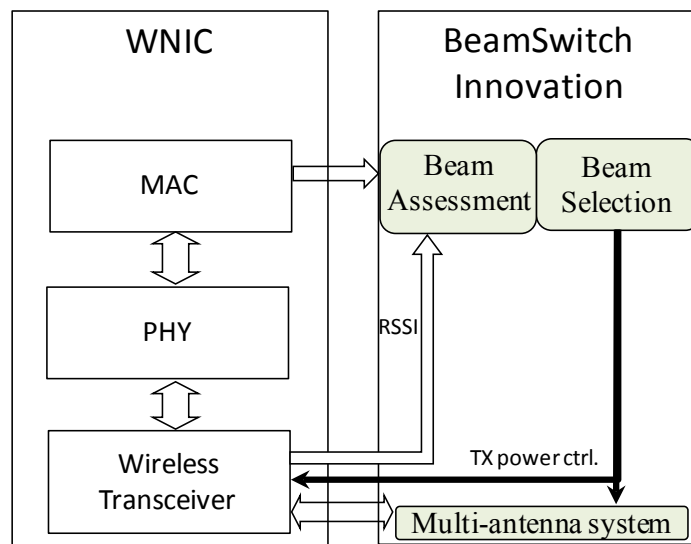 WNIC
MAC
PHY
Wireless
Transceiver
BeamSwitch
Innovation
Beam
Assessment
Beam
Selection
RSSI
TX power ctrl.
Multi-antenna system